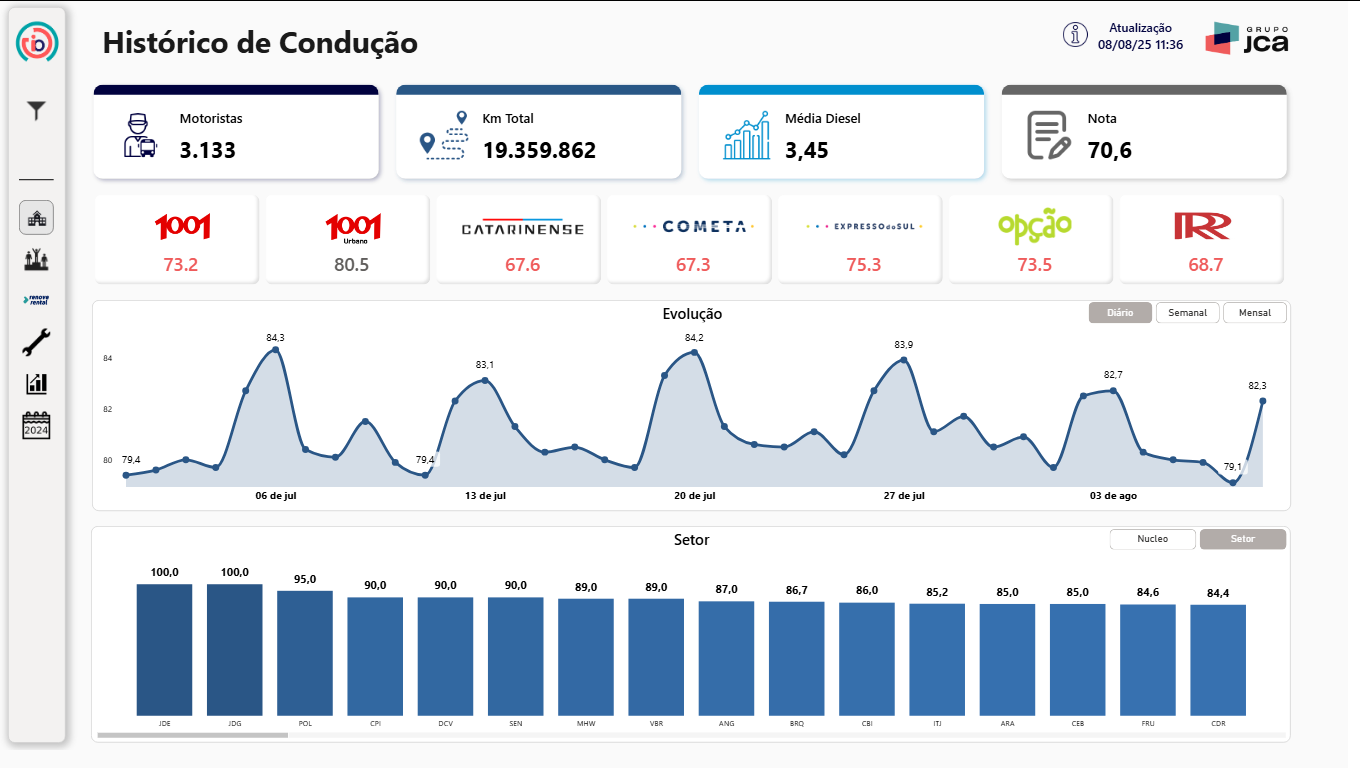 Histórico de Condução
Atualização
08/08/25 11:36
GRUPO
jca
Motoristas
3.133
Km Total
19.359.862
Média Diesel
3,45
Nota
70,6
1001
73.2
1001
Urbano
80.5
CATARINENSE
67.6
COMETA
67.3
EXPRESSO do SUL
75.3
opção
73.5
RR
68.7
renove
rental
2024
Evolução
Diário
Semanal
Mensal
84
82
80
79,4
84,3
79,4
83,1
84,2
83,9
82,7
79,1
82,3
06 de jul
13 de jul
20 de jul
27 de jul
03 de ago
Setor
Nucleo
Setor
100,0
100,0
95,0
90,0
90,0
90,0
89,0
89,0
87,0
86,7
86,0
85,2
85,0
85,0
84,6
84,4
JDE
JDG
POL
CPI
DCV
SEN
MHW
VBR
ANG
BRQ
CBI
ITJ
ARA
CEB
FRU
CDR